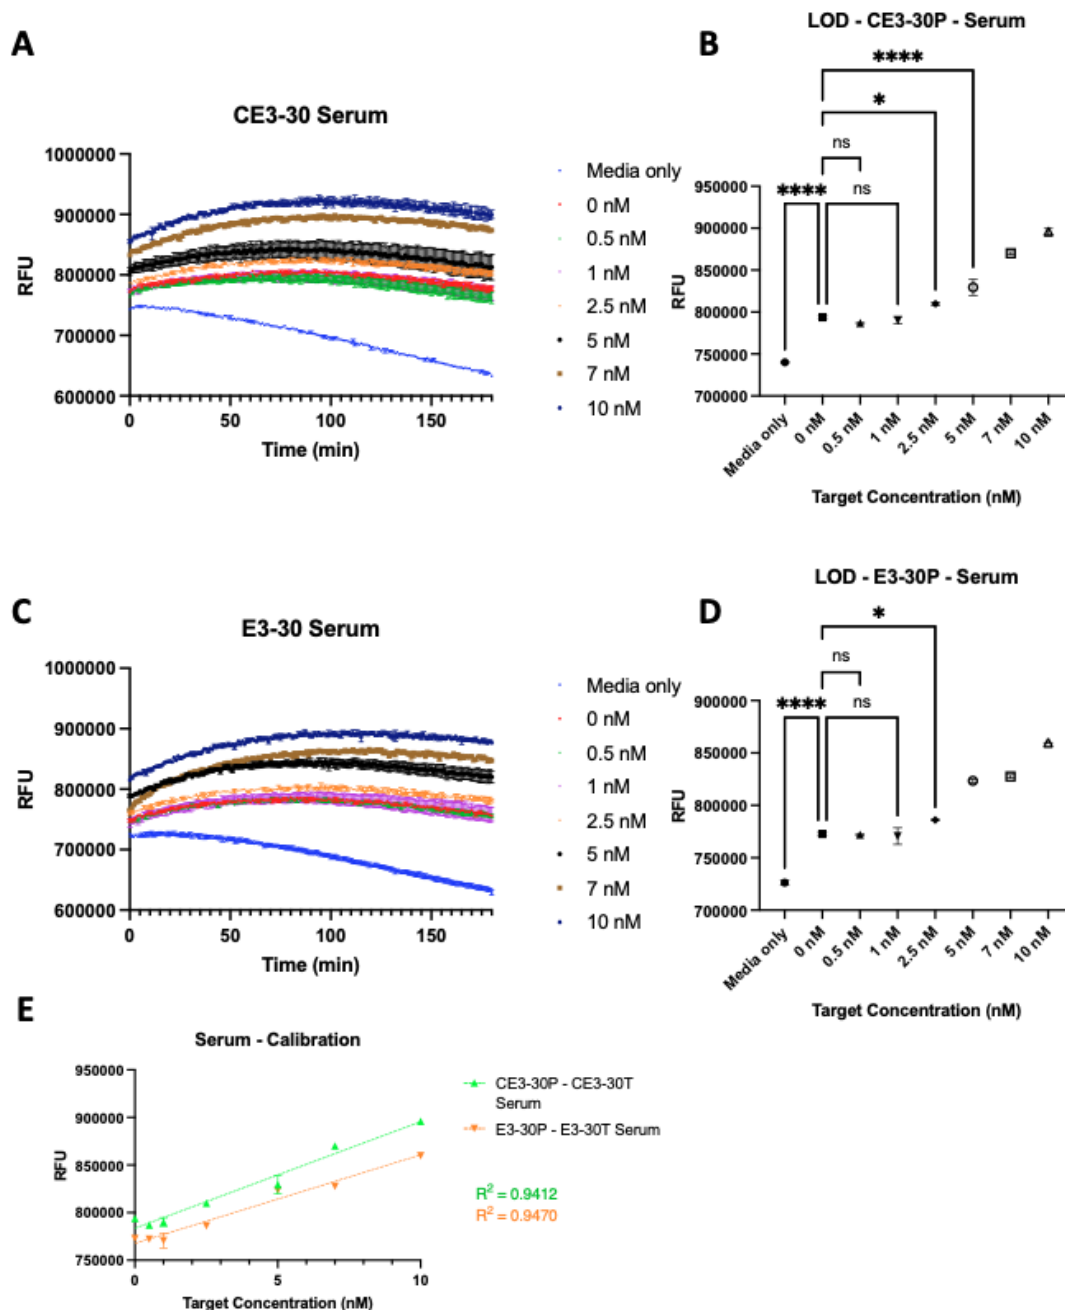 A
CE3-30 Serum
1000000
900000
800000
700000
600000
RFU
0
50
100
150
Time (min)
Media only
0 nM
0.5 nM
1 nM
2.5 nM
5 nM
7 nM
10 nM
B
LOD - CE3-30P - Serum
****
*
ns
**** ns
950000
900000
850000
800000
750000
700000
RFU
Media only
0 nM
0.5 nM
1 nM
2.5 nM
5 nM
7 nM
10 nM
Target Concentration (nM)
C
E3-30 Serum
1000000
900000
800000
700000
600000
RFU
0
50
100
150
Time (min)
Media only
0 nM
0.5 nM
1 nM
2.5 nM
5 nM
7 nM
10 nM
D
LOD - E3-30P - Serum
*
ns
**** ns
900000
850000
800000
750000
700000
RFU
Media only
0 nM
0.5 nM
1 nM
2.5 nM
5 nM
7 nM
10 nM
Target Concentration (nM)
E
Serum - Calibration
950000
900000
850000
800000
750000
RFU
0
5
10
Target Concentration (nM)
CE3-30P - CE3-30T
Serum
E3-30P - E3-30T Serum
R² = 0.9412
R² = 0.9470